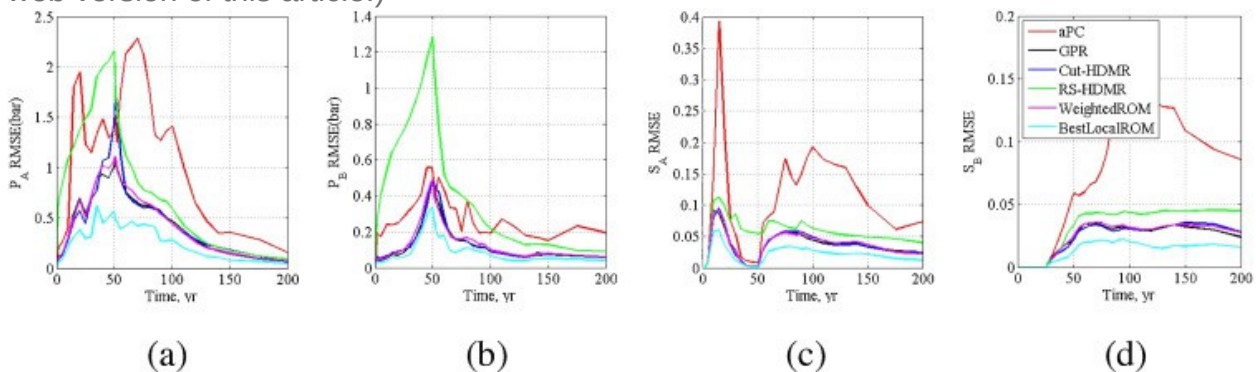 web version of this article.)
2.5
2
1.5
1
0.5
0
0 50 100 150 200
P_A RMSE(bar)
Time, yr
(a)
1.4
1.2
1
0.8
0.6
0.4
0.2
0
0 50 100 150 200
P_B RMSE(bar)
Time, yr
(b)
0.4
0.35
0.3
0.25
0.2
0.15
0.1
0.05
0
0 50 100 150 200
S_A RMSE
Time, yr
(c)
0.2
0.15
0.1
0.05
0
0 50 100 150 200
S_B RMSE
Time, yr
aPC
GPR
Cut-HDMR
RS-HDMR
WeightedROM
BestLocalROM
(d)